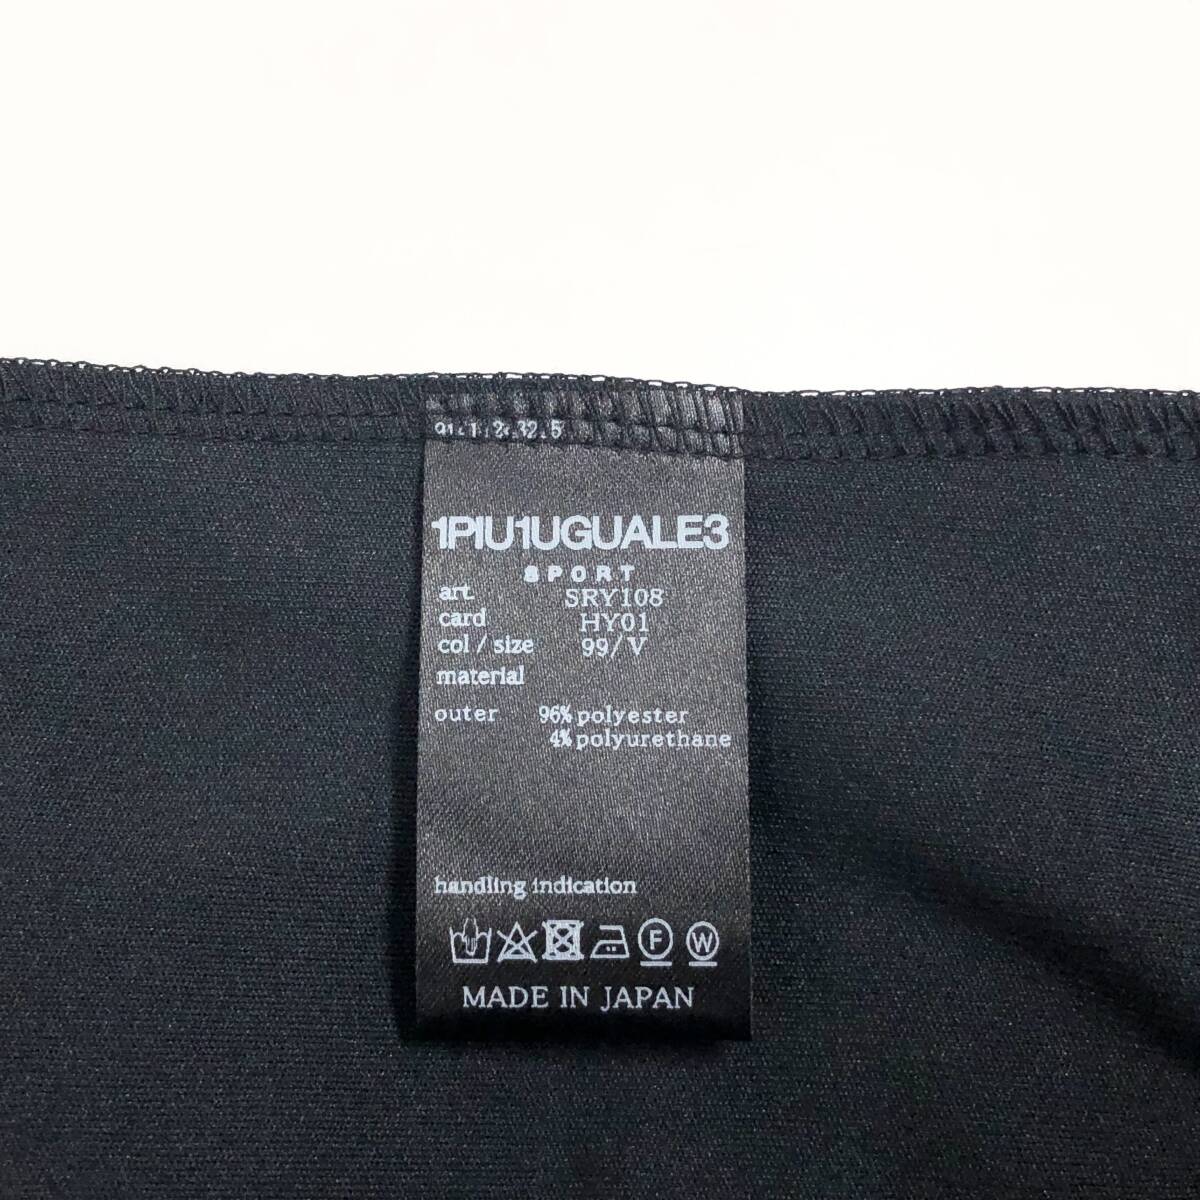 1PIU1UGUALE3
SPORT
art. SRY108
card HY01
col / size 99/V
material
outer 96% polyester
4% polyurethane
handling indication
F W
MADE IN JAPAN